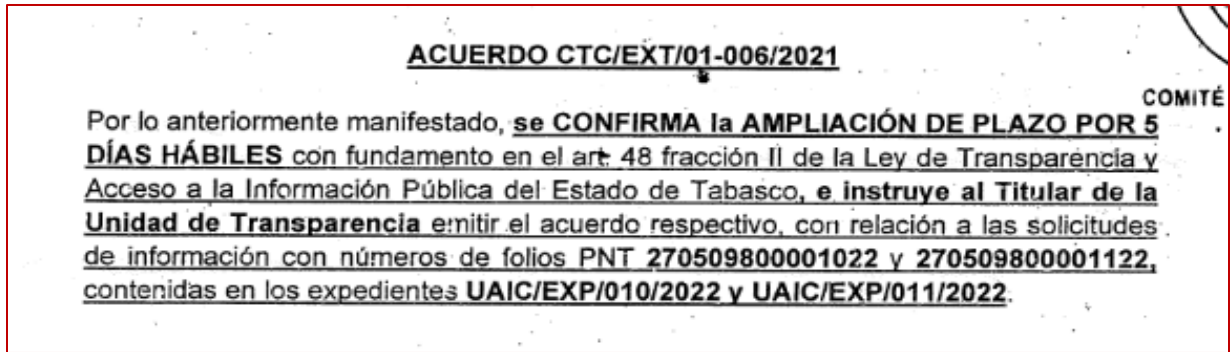 ACUERDO CTC/EXT/01-006/2021
COMITÉ
Por lo anteriormente manifestado, se CONFIRMA la AMPLIACIÓN DE PLAZO POR 5
DÍAS HÁBILES con fundamento en el art. 48 fracción II de la Ley de Transparencia y
Acceso a la Información Pública del Estado de Tabasco, e instruye al Titular de la
Unidad de Transparencia emitir el acuerdo respectivo, con relación a las solicitudes
de información con números de folios PNT 270509800001022 y 270509800001122,
contenidas en los expedientes UAIC/EXP/010/2022 y UAIC/EXP/011/2022.